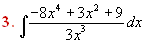 3. ∫ (-8x⁴ + 3x² + 9) / (3x³) dx